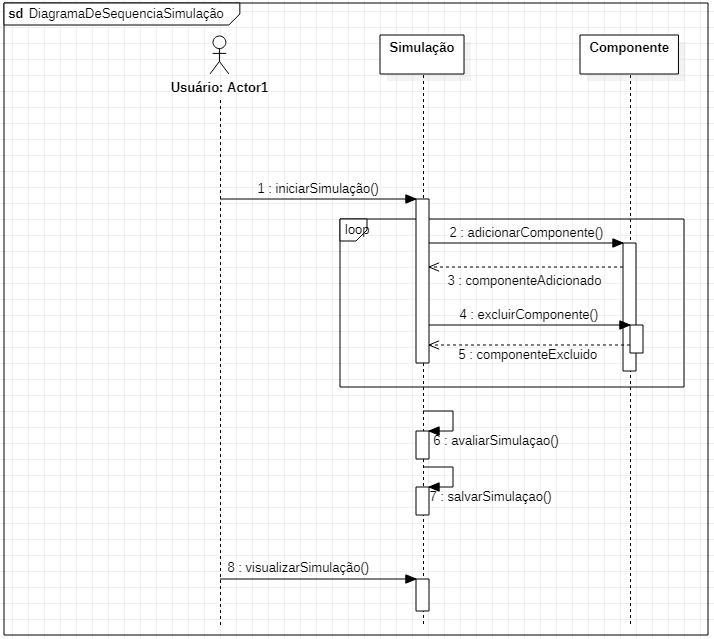 sd DiagramaDeSequenciaSimulação
Simulação
Componente
Usuário: Actor1
1 : iniciarSimulação()
loop
2 : adicionarComponente()
3 : componenteAdicionado
4 : excluirComponente()
5 : componenteExcluido
6 : avaliarSimulaçao()
7 : salvarSimulaçao()
8 : visualizarSimulação()